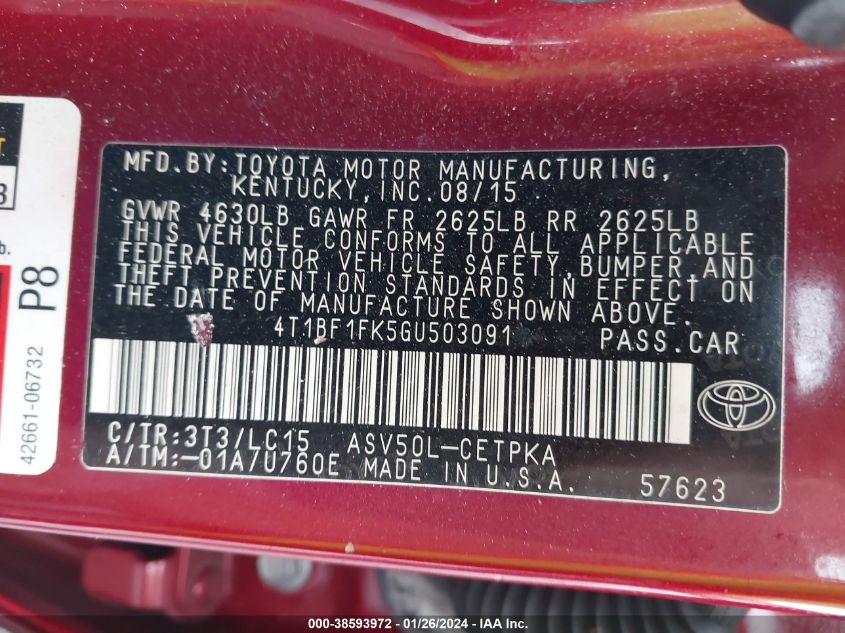 MFD.BY:TOYOTA MOTOR MANUFACTURING,
KENTUCKY,INC.08/15
GVWR 4630LB GAWR FR 2625LB RR 2625LB
THIS VEHICLE CONFORMS TO ALL APPLICABLE
FEDERAL MOTOR VEHICLE SAFETY,BUMPER,AND
THEFT PREVENTION STANDARDS IN EFFECT ON
THE DATE OF MANUFACTURE SHOWN ABOVE.
4T1BF1FK5GU503091 PASS.CAR
C/TR:3T3/LC15 ASV50L-CETPKA
A/TM:-01A7U760E MADE IN U.S.A. 57623
P8
42661-06732
000-38593972 - 01/26/2024 - IAAI.com